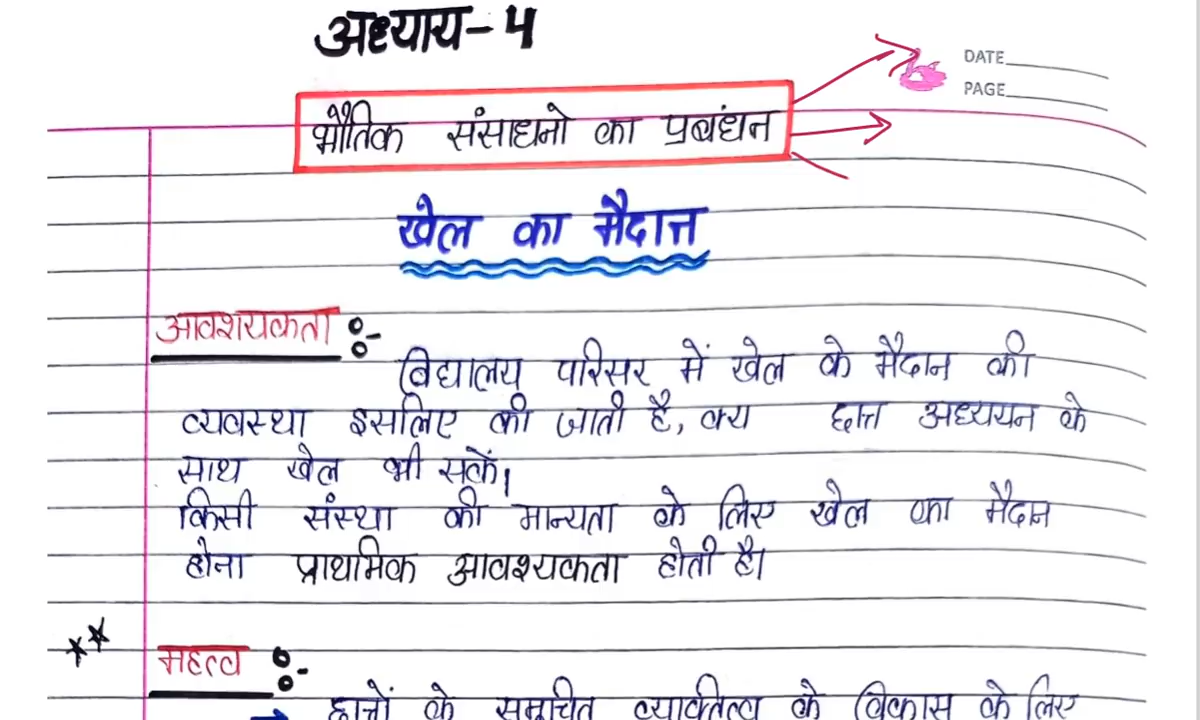 अध्याय-4
DATE
PAGE
भौतिक संसाधनो का प्रबंधन
खेल का मैदान
आवश्यकता :-
विद्यालय परिसर में खेल के मैदान की
व्यवस्था इसलिए की जाती है, क्य छात्र अध्ययन के
साथ खेल भी सकें।
किसी संस्था की मान्यता के लिए खेल का मैदान
होना प्राथमिक आवश्यकता होती है।
महत्व :-
छात्रों के समुचित व्यक्तित्व के विकास के लिए